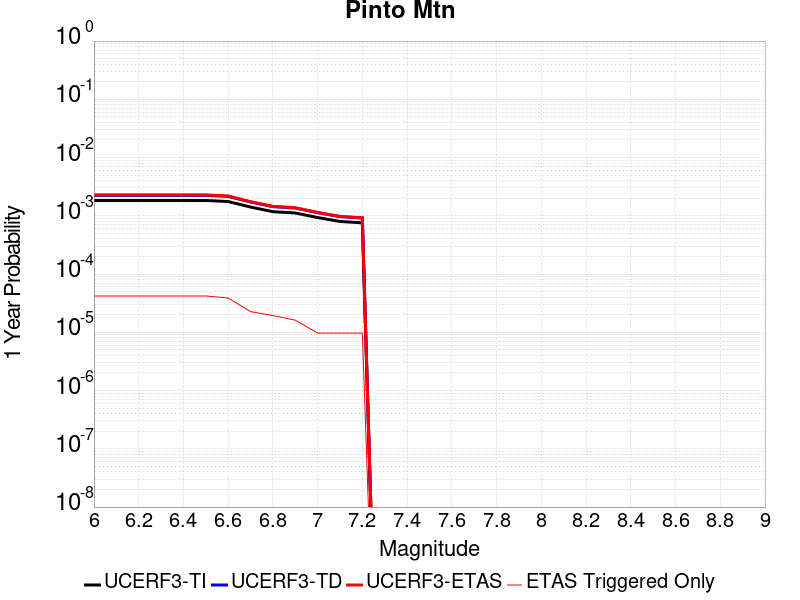 Pinto Mtn
10^0
10^-1
10^-2
10^-3
10^-4
10^-5
10^-6
10^-7
10^-8
1 Year Probability
6 6.2 6.4 6.6 6.8 7 7.2 7.4 7.6 7.8 8 8.2 8.4 8.6 8.8 9
Magnitude
UCERF3-TI UCERF3-TD UCERF3-ETAS ETAS Triggered Only